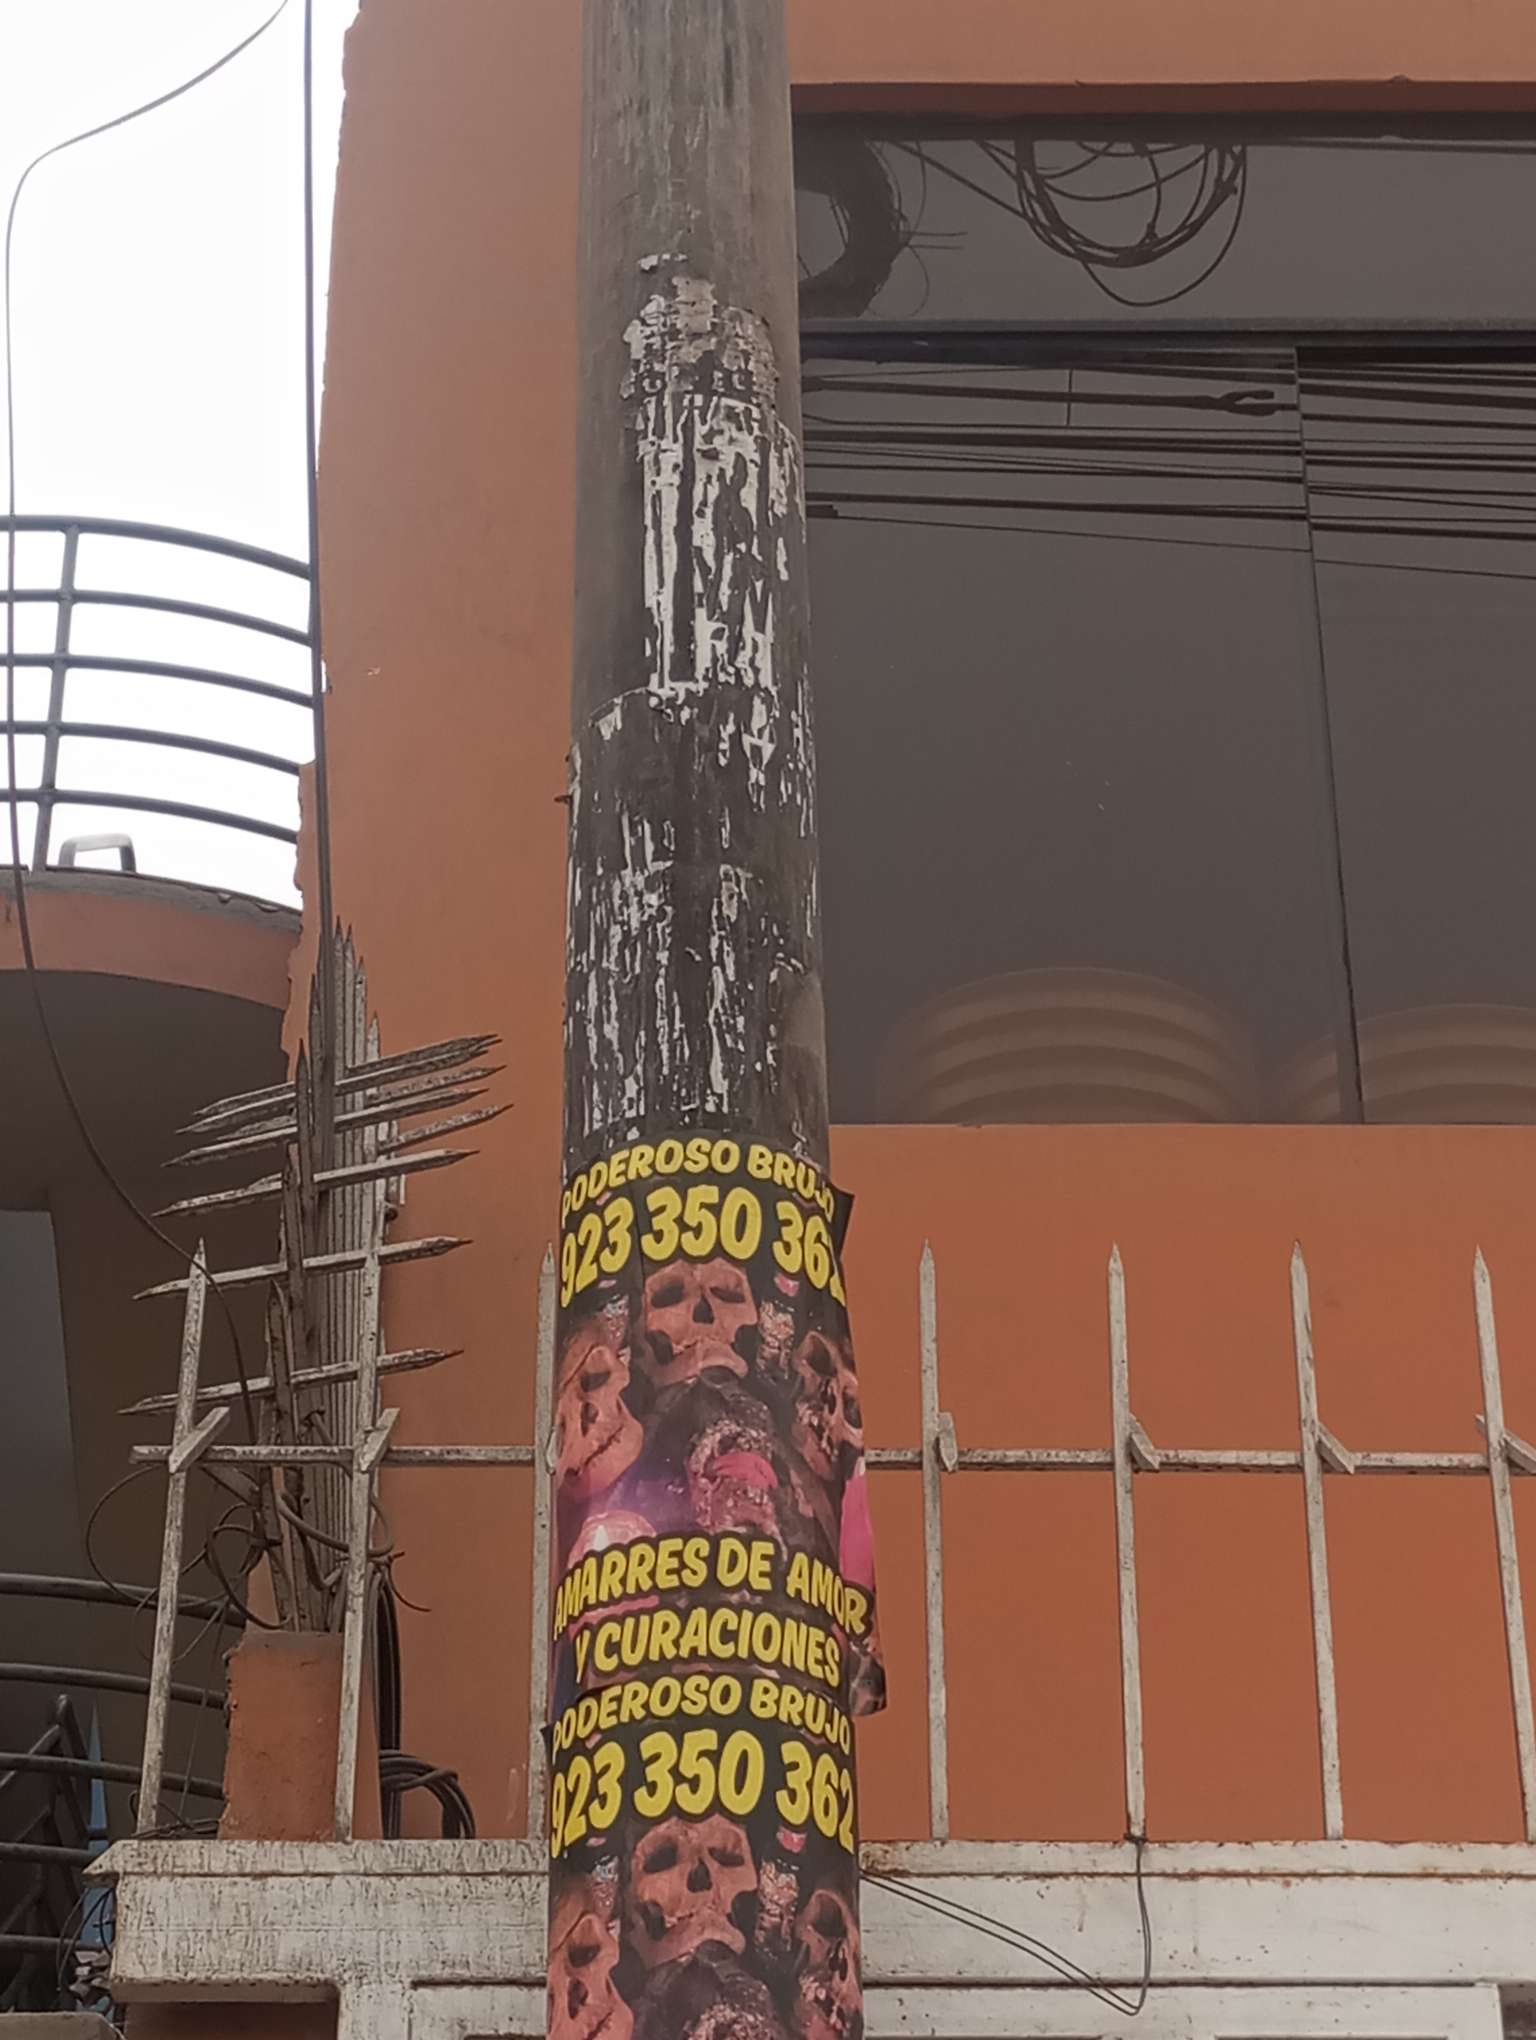 PODEROSO BRUJO
923 350 362
AMARRES DE AMOR
Y CURACIONES
PODEROSO BRUJO
923 350 362